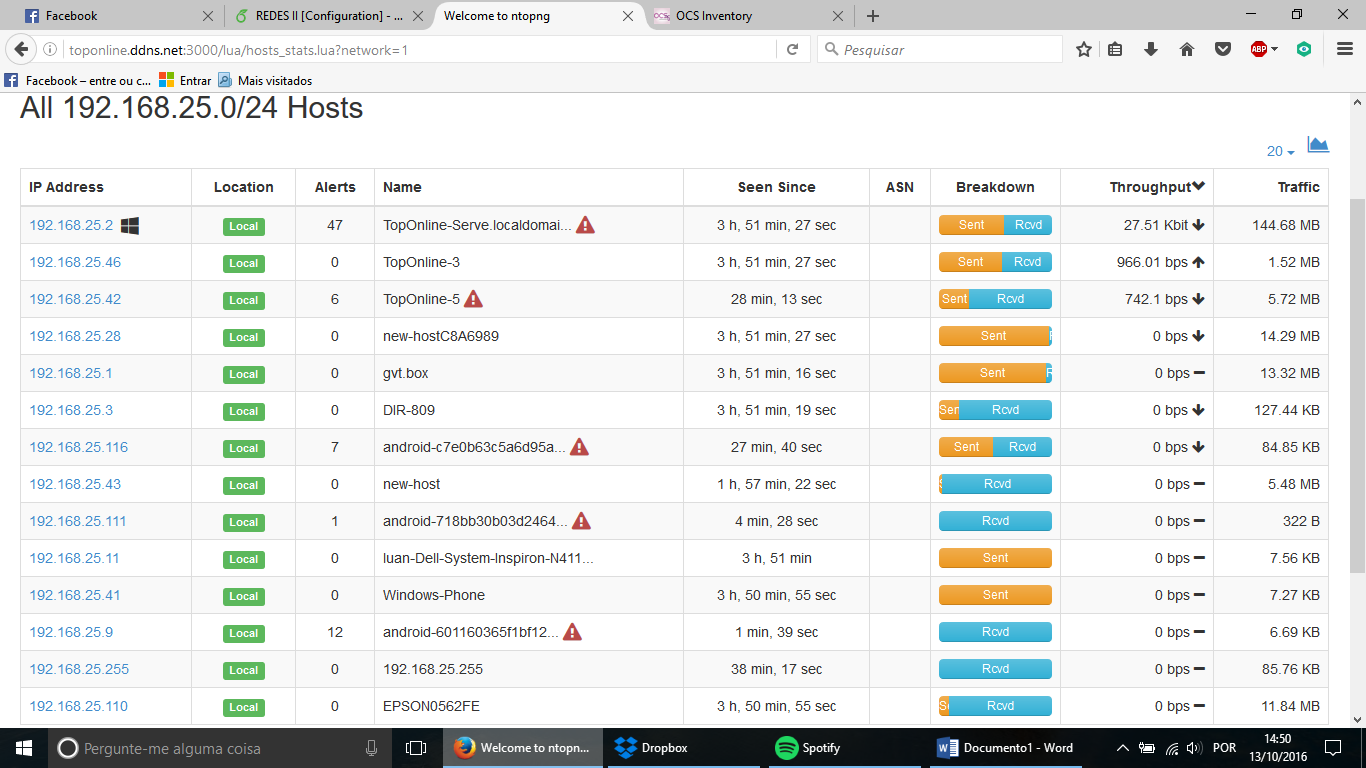 Facebook
REDES II [Configuration] - ...
Welcome to ntopng
OCS Inventory
toponline.ddns.net:3000/lua/hosts_stats.lua?network=1
Pesquisar
ABP
Facebook – entre ou c...
Entrar
Mais visitados
All 192.168.25.0/24 Hosts
20
IP Address Location Alerts Name Seen Since ASN Breakdown Throughput Traffic
192.168.25.2 Local 47 TopOnline-Serve.localdomai... 3 h, 51 min, 27 sec Sent Rcvd 27.51 Kbit 144.68 MB
192.168.25.46 Local 0 TopOnline-3 3 h, 51 min, 27 sec Sent Rcvd 966.01 bps 1.52 MB
192.168.25.42 Local 6 TopOnline-5 28 min, 13 sec Sent Rcvd 742.1 bps 5.72 MB
192.168.25.28 Local 0 new-hostC8A6989 3 h, 51 min, 27 sec Sent 0 bps 14.29 MB
192.168.25.1 Local 0 gvt.box 3 h, 51 min, 16 sec Sent 0 bps 13.32 MB
192.168.25.3 Local 0 DIR-809 3 h, 51 min, 19 sec Sen Rcvd 0 bps 127.44 KB
192.168.25.116 Local 7 android-c7e0b63c5a6d95a... 27 min, 40 sec Sent Rcvd 0 bps 84.85 KB
192.168.25.43 Local 0 new-host 1 h, 57 min, 22 sec Rcvd 0 bps 5.48 MB
192.168.25.111 Local 1 android-718bb30b03d2464... 4 min, 28 sec Rcvd 0 bps 322 B
192.168.25.11 Local 0 luan-Dell-System-Inspiron-N411... 3 h, 51 min Sent 0 bps 7.56 KB
192.168.25.41 Local 0 Windows-Phone 3 h, 50 min, 55 sec Sent 0 bps 7.27 KB
192.168.25.9 Local 12 android-601160365f1bf12... 1 min, 39 sec Rcvd 0 bps 6.69 KB
192.168.25.255 Local 0 192.168.25.255 38 min, 17 sec Rcvd 0 bps 85.76 KB
192.168.25.110 Local 0 EPSON0562FE 3 h, 50 min, 55 sec Rcvd 0 bps 11.84 MB
Pergunte-me alguma coisa
Welcome to ntopn...
Dropbox
Spotify
Documento1 - Word
POR
14:50
13/10/2016